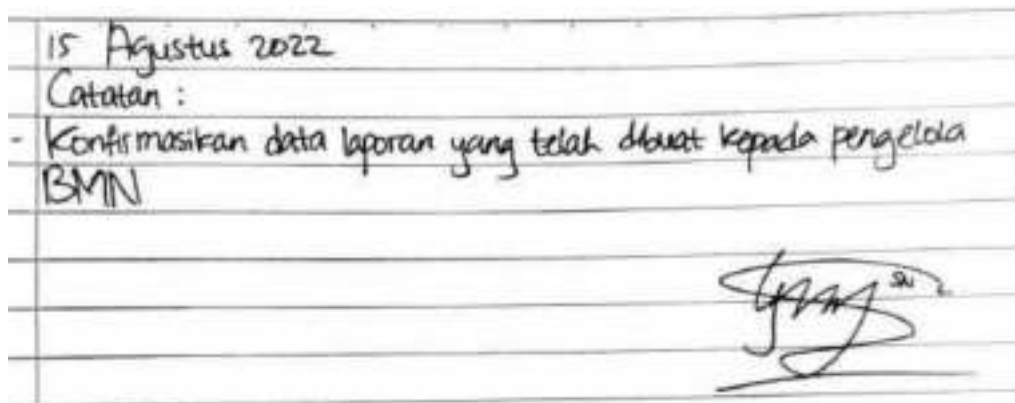 15 Agustus 2022
Catatan :
- Konfirmasikan data laporan yang telah dibuat kepada pengelola
BMN